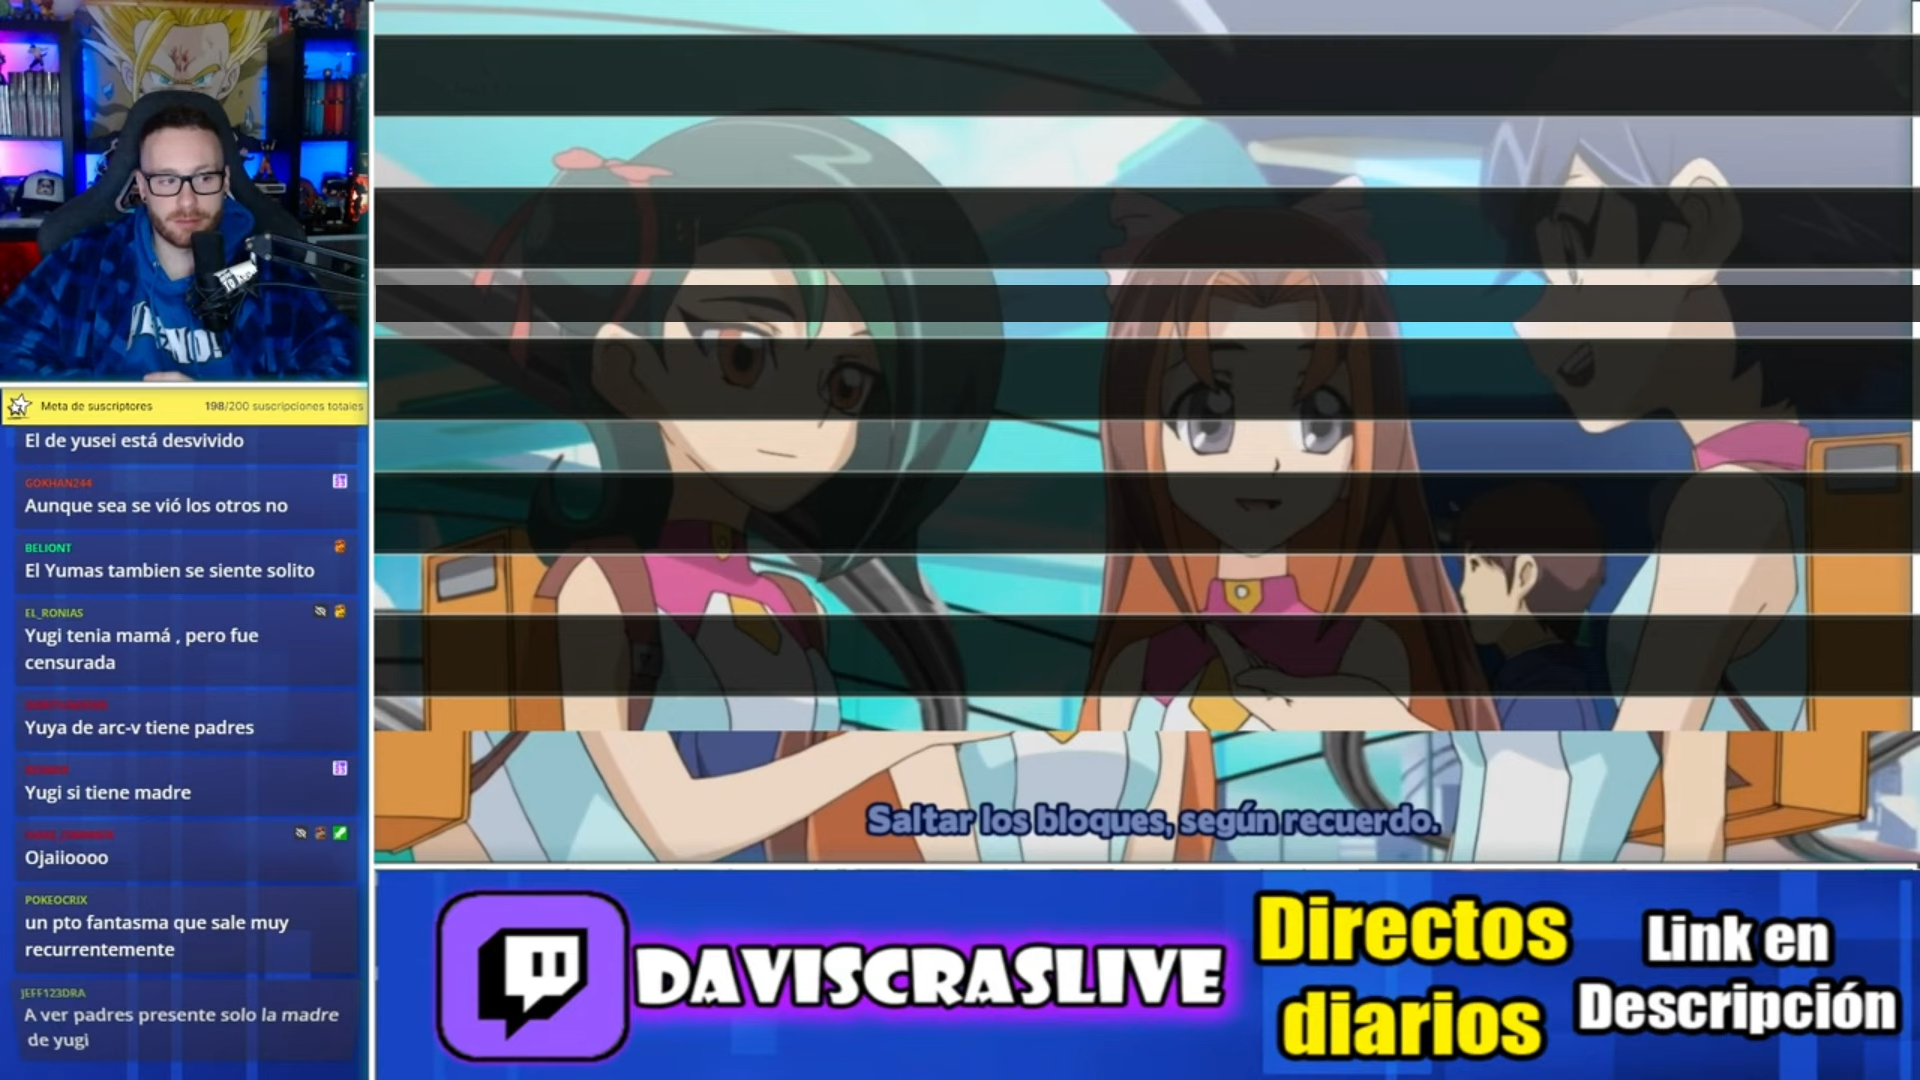 Meta de suscriptores 198/200 suscripciones totales
El de yusei está desvivido
GOKHAN244
Aunque sea se vió los otros no
BELIONT
El Yumas tambien se siente solito
EL_RONIAS
Yugi tenia mamá , pero fue
censurada
Yuya de arc-v tiene padres
Yugi si tiene madre
Ojaiioooo
POKEOCRIX
un pto fantasma que sale muy
recurrentemente
JEFF123DRA
A ver padres presente solo la madre
de yugi
Saltar los bloques, según recuerdo.
DAVISCRASLIVE
Directos
diarios
Link en
Descripción